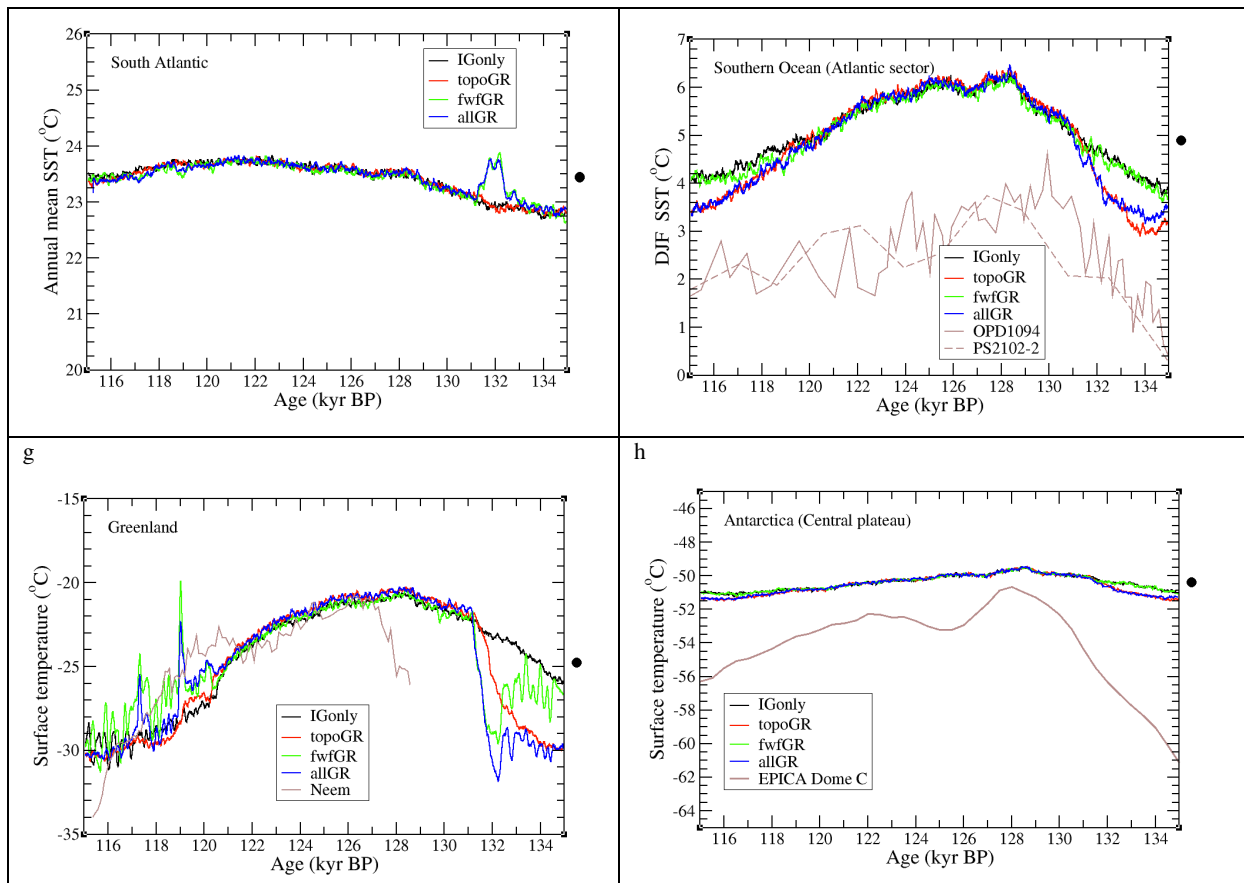 26
25
24
23
22
21
20
Annual mean SST (°C)
South Atlantic
IGonly
topoGR
fwfGR
allGR
116 118 120 122 124 126 128 130 132 134
Age (kyr BP)
7
6
5
4
3
2
1
0
DJF SST (°C)
Southern Ocean (Atlantic sector)
IGonly
topoGR
fwfGR
allGR
OPD1094
PS2102-2
116 118 120 122 124 126 128 130 132 134
Age (kyr BP)
g
-15
-20
-25
-30
-35
Surface temperature (°C)
Greenland
IGonly
topoGR
fwfGR
allGR
Neem
116 118 120 122 124 126 128 130 132 134
Age (kyr BP)
h
-46
-48
-50
-52
-54
-56
-58
-60
-62
-64
Surface temperature (°C)
Antarctica (Central plateau)
IGonly
topoGR
fwfGR
allGR
EPICA Dome C
116 118 120 122 124 126 128 130 132 134
Age (kyr BP)